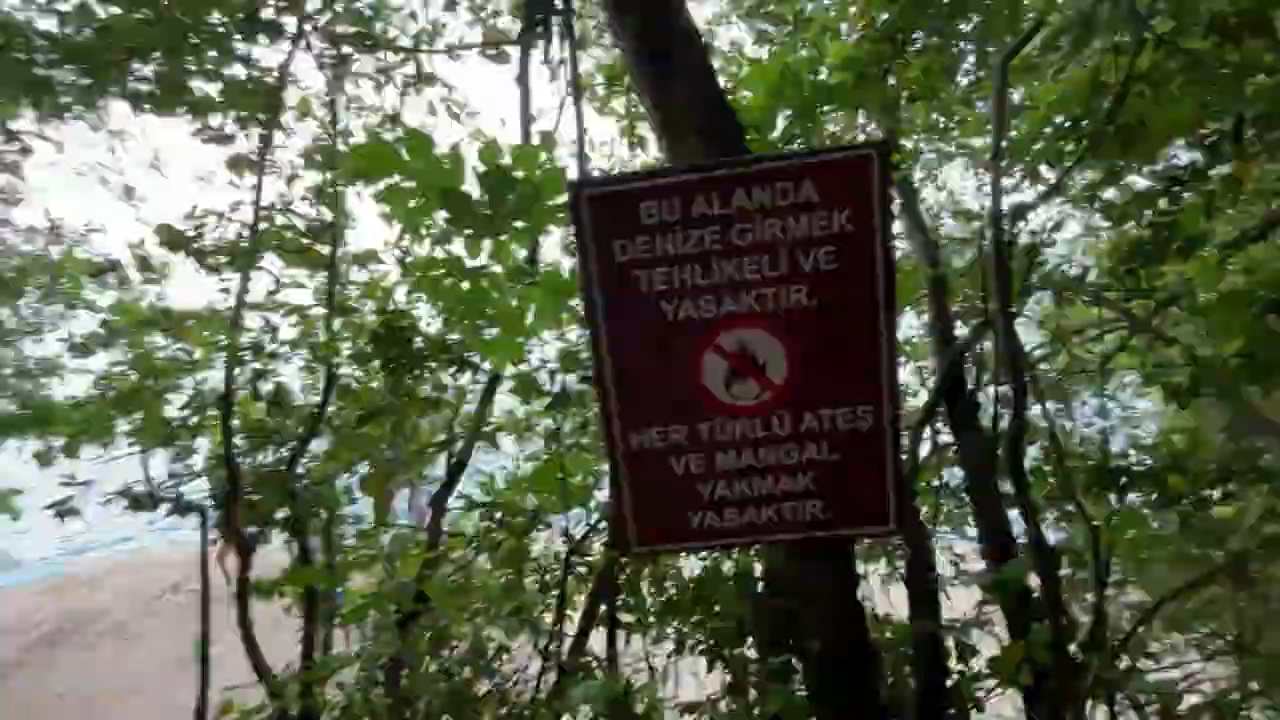 BU ALANDA
DENİZE GİRMEK
TEHLİKELİ VE
YASAKTIR.
HER TÜRLÜ ATEŞ
VE MANGAL
YAKMAK
YASAKTIR.